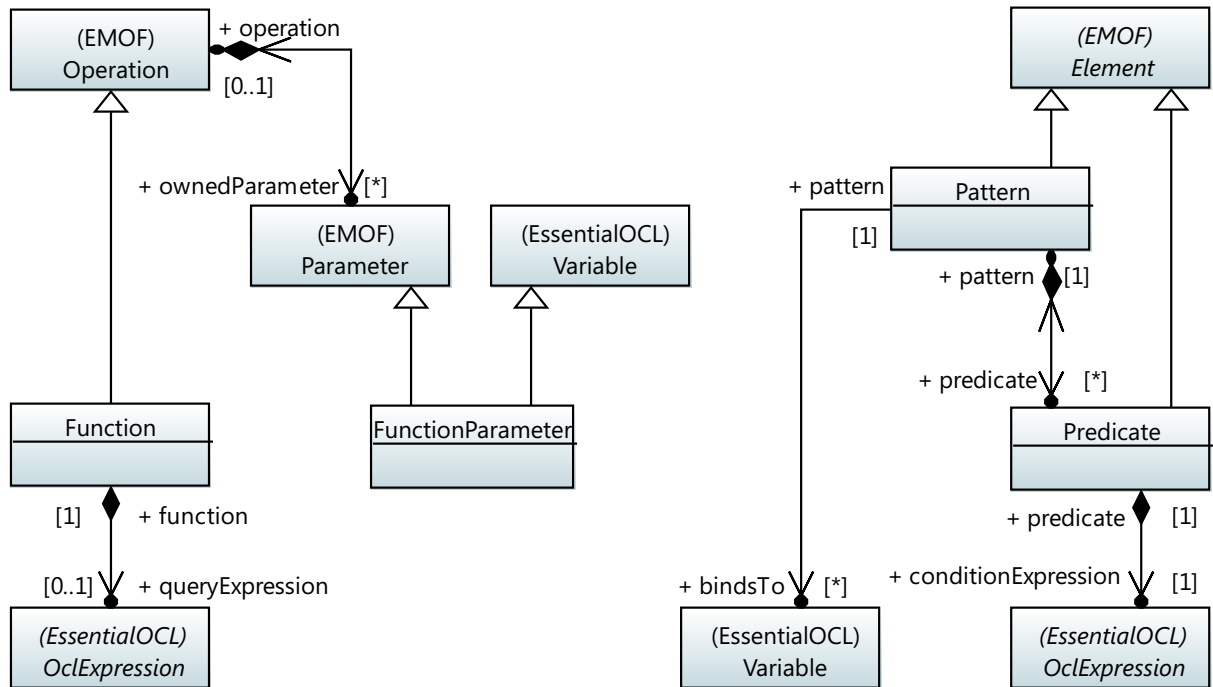 (EMOF)
Operation
+ operation
[0..1]
+ ownedParameter
[*]
(EMOF)
Parameter
(EssentialOCL)
Variable
Function
FunctionParameter
[1]
+ function
[0..1]
+ queryExpression
(EssentialOCL)
OclExpression
(EMOF)
Element
+ pattern
[1]
Pattern
+ pattern
[1]
+ predicate
[*]
Predicate
+ predicate
[1]
+ bindsTo
[*]
+ conditionExpression
[1]
(EssentialOCL)
Variable
(EssentialOCL)
OclExpression